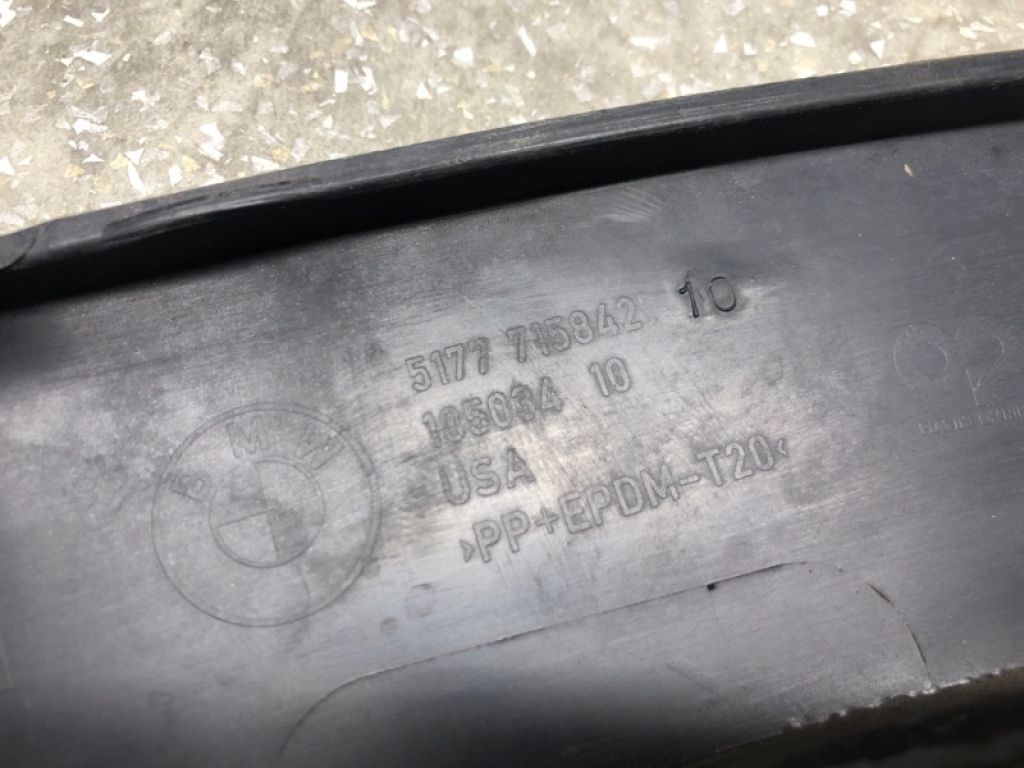 5177 715842 10
105034 10
USA
>PP+EPDM-T20<
BMW